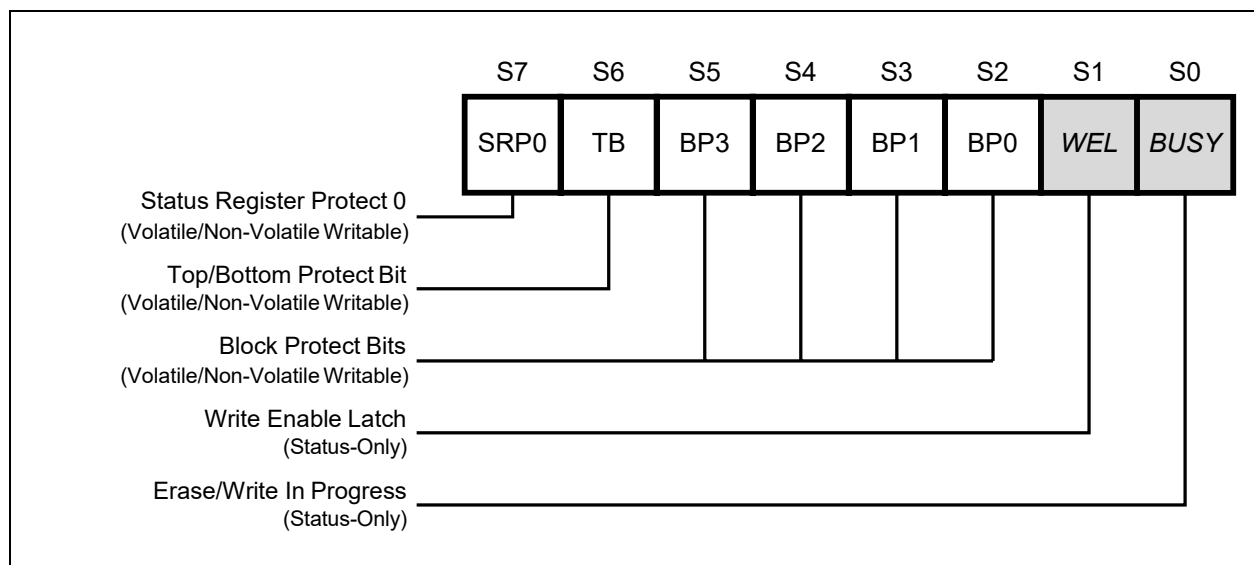 S7 S6 S5 S4 S3 S2 S1 S0
SRP0 TB BP3 BP2 BP1 BP0 WEL BUSY
Status Register Protect 0
(Volatile/Non-Volatile Writable)
Top/Bottom Protect Bit
(Volatile/Non-Volatile Writable)
Block Protect Bits
(Volatile/Non-Volatile Writable)
Write Enable Latch
(Status-Only)
Erase/Write In Progress
(Status-Only)